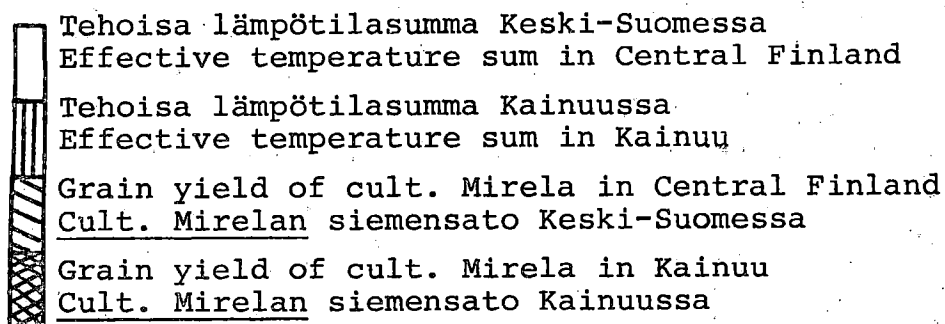 Tehoisa lämpötilasumma Keski-Suomessa
Effective temperature sum in Central Finland
Tehoisa lämpötilasumma Kainuussa
Effective temperature sum in Kainuu
Grain yield of cult. Mirela in Central Finland
Cult. Mirelan siemensato Keski-Suomessa
Grain yield of cult. Mirela in Kainuu
Cult. Mirelan siemensato Kainuussa